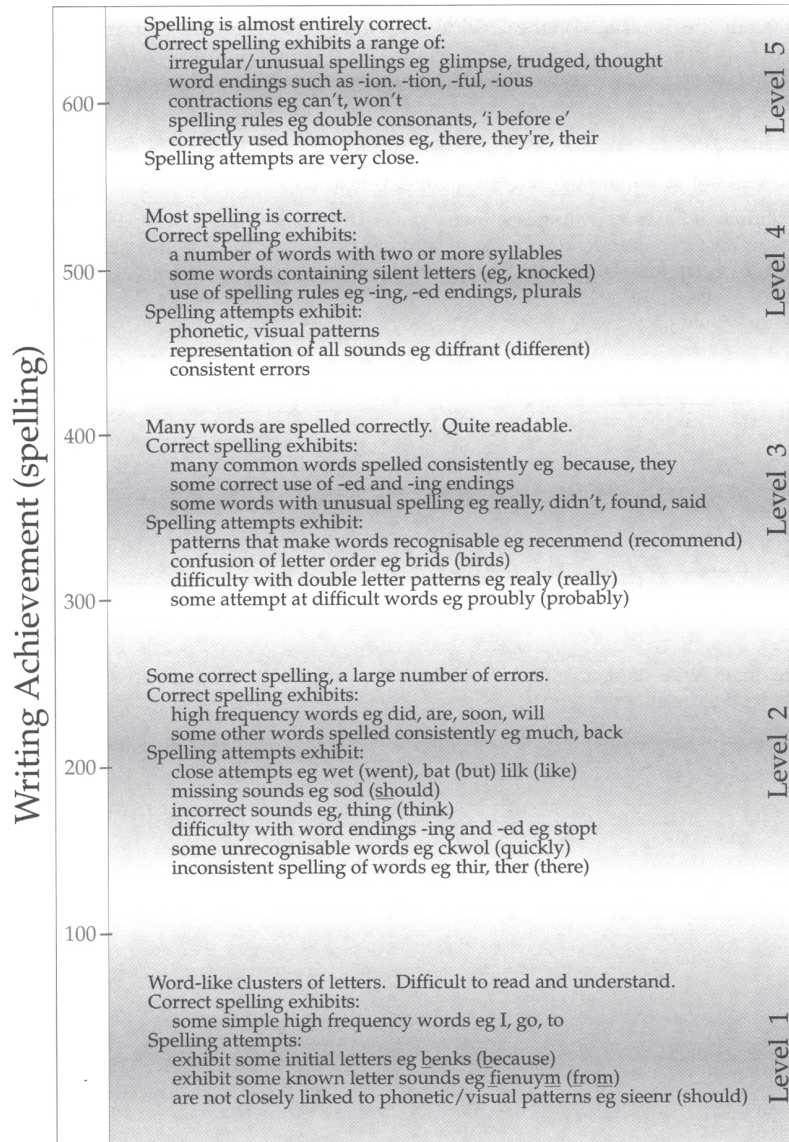 Writing Achievement (spelling)
600
500
400
300
200
100
Spelling is almost entirely correct.
Correct spelling exhibits a range of:
irregular/unusual spellings eg glimpse, trudged, thought
word endings such as -ion. -tion, -ful, -ious
contractions eg can't, won't
spelling rules eg double consonants, 'i before e'
correctly used homophones eg, there, they're, their
Spelling attempts are very close.
Level 5
Most spelling is correct.
Correct spelling exhibits:
a number of words with two or more syllables
some words containing silent letters (eg, knocked)
use of spelling rules eg -ing, -ed endings, plurals
Spelling attempts exhibit:
phonetic, visual patterns
representation of all sounds eg diffrant (different)
consistent errors
Level 4
Many words are spelled correctly. Quite readable.
Correct spelling exhibits:
many common words spelled consistently eg because, they
some correct use of -ed and -ing endings
some words with unusual spelling eg really, didn't, found, said
Spelling attempts exhibit:
patterns that make words recognisable eg recenmend (recommend)
confusion of letter order eg brids (birds)
difficulty with double letter patterns eg realy (really)
some attempt at difficult words eg proubly (probably)
Level 3
Some correct spelling, a large number of errors.
Correct spelling exhibits:
high frequency words eg did, are, soon, will
some other words spelled consistently eg much, back
Spelling attempts exhibit:
close attempts eg wet (went), bat (but) lilk (like)
missing sounds eg sod (should)
incorrect sounds eg, thing (think)
difficulty with word endings -ing and -ed eg stopt
some unrecognisable words eg ckwol (quickly)
inconsistent spelling of words eg thir, ther (there)
Level 2
Word-like clusters of letters. Difficult to read and understand.
Correct spelling exhibits:
some simple high frequency words eg I, go, to
Spelling attempts:
exhibit some initial letters eg benks (because)
exhibit some known letter sounds eg fienuym (from)
are not closely linked to phonetic/visual patterns eg sieenr (should)
Level 1